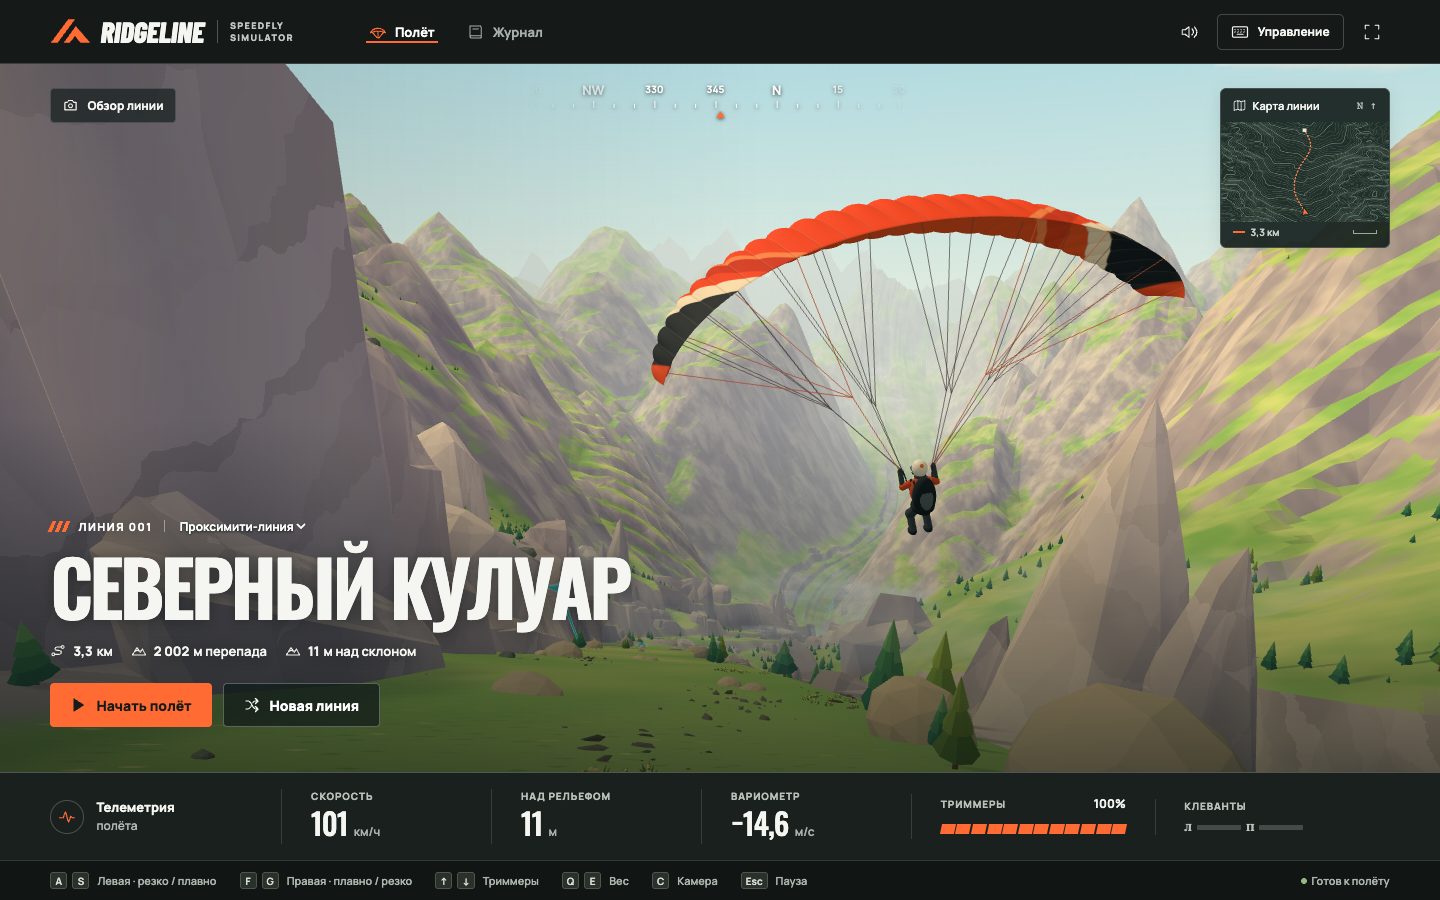 RIDGELINE
SPEEDFLY
SIMULATOR
Полёт
Журнал
Управление
Обзор линии
NW 330 345 N 15
Карта линии N ↑
3,3 км
ЛИНИЯ 001
Проксимити-линия
СЕВЕРНЫЙ КУЛУАР
3,3 км 2 002 м перепада 11 м над склоном
Начать полёт
Новая линия
Телеметрия
полёта
СКОРОСТЬ
101 км/ч
НАД РЕЛЬЕФОМ
11 м
ВАРИОМЕТР
−14,6 м/с
ТРИММЕРЫ 100%
КЛЕВАНТЫ
Л П
A S Левая · резко / плавно F G Правая · плавно / резко ↑ ↓ Триммеры Q E Вес C Камера Esc Пауза
Готов к полёту